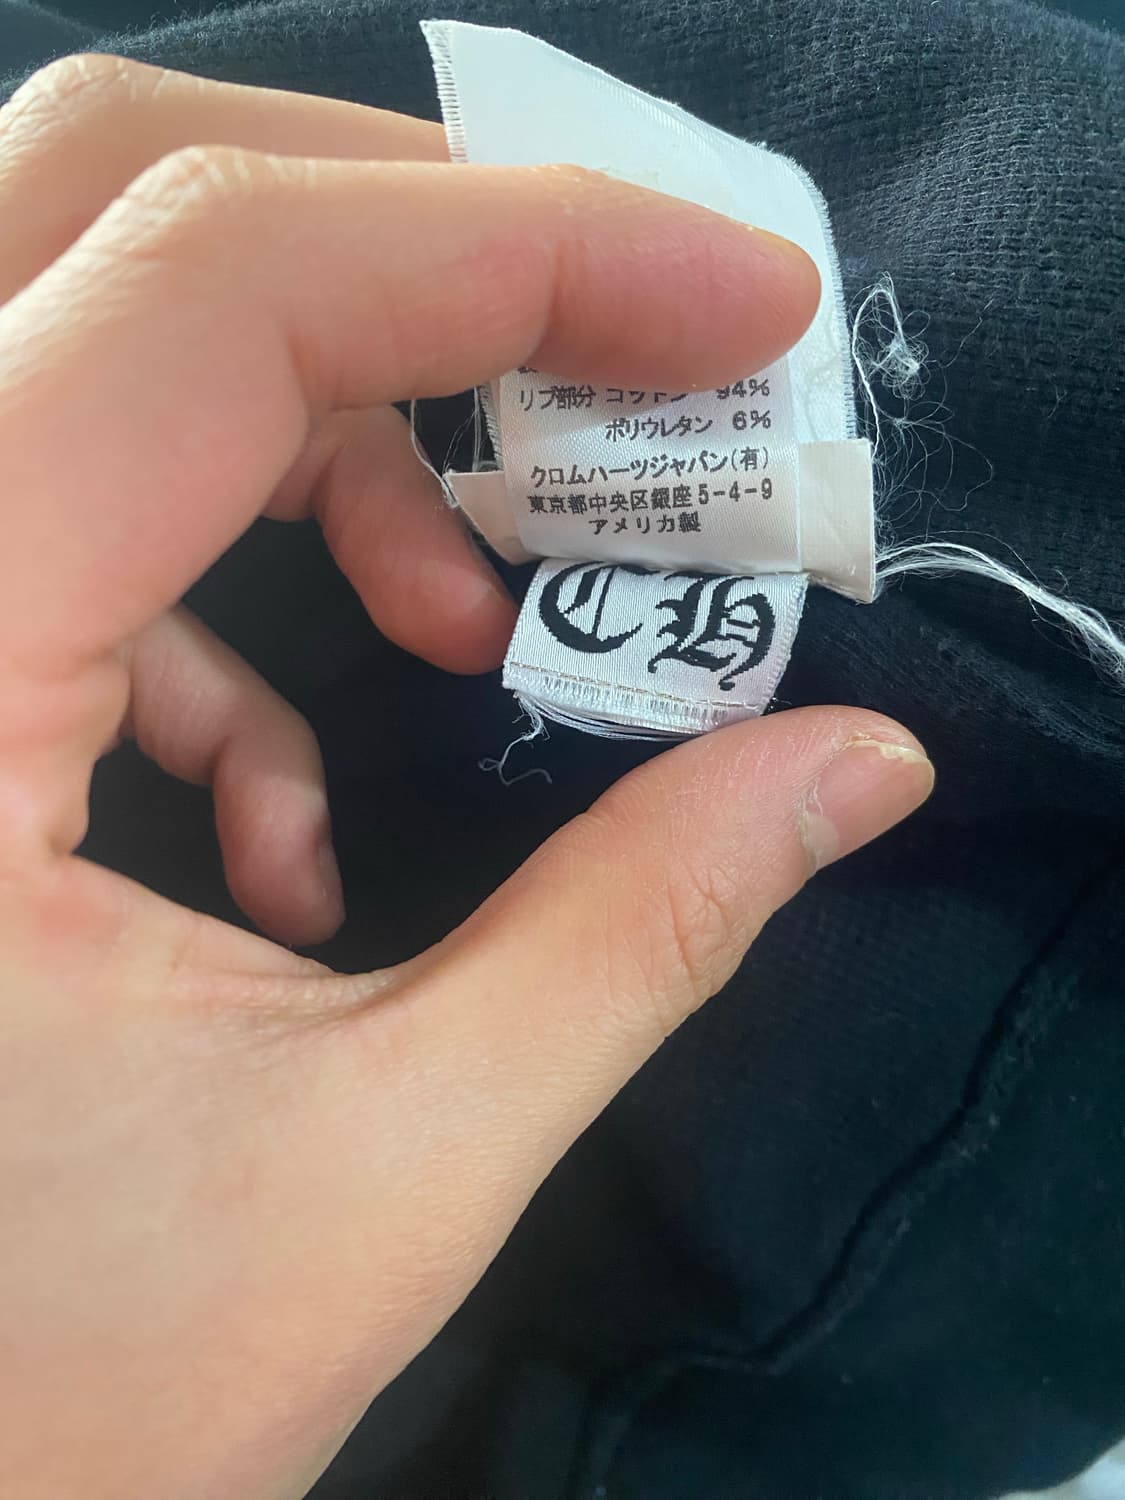 リブ部分 コットン 94%
ポリウレタン 6%
クロムハーツジャパン(有)
東京都中央区銀座5-4-9
アメリカ製
CH